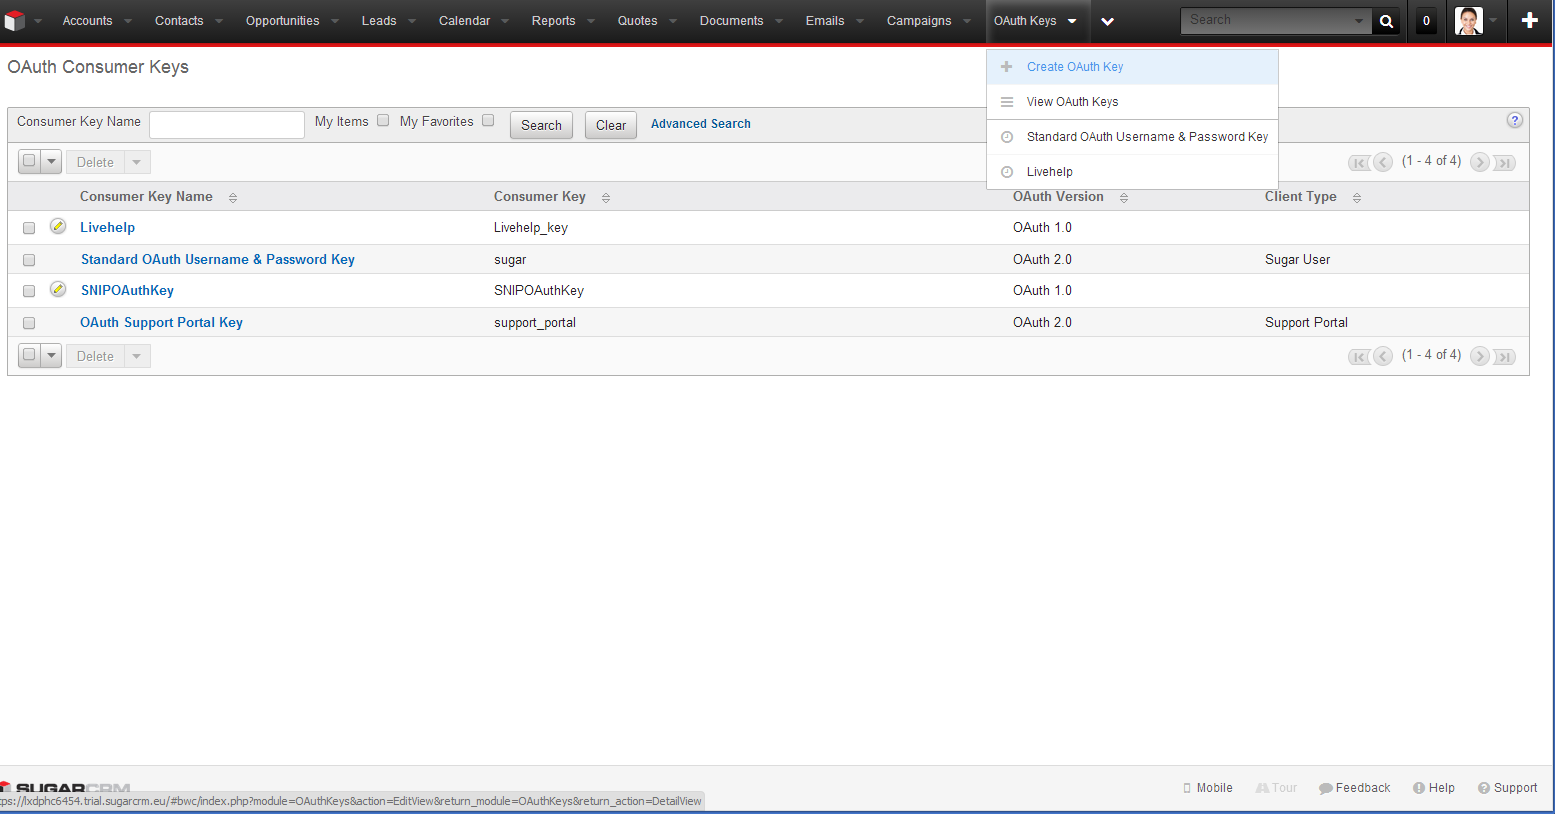 Accounts Contacts Opportunities Leads Calendar Reports Quotes Documents Emails Campaigns OAuth Keys Search 0
OAuth Consumer Keys
Create OAuth Key
View OAuth Keys
Standard OAuth Username & Password Key
Livehelp
Consumer Key Name My Items My Favorites Search Clear Advanced Search ?
Delete (1 - 4 of 4)
Consumer Key Name Consumer Key OAuth Version Client Type
Livehelp Livehelp_key OAuth 1.0
Standard OAuth Username & Password Key sugar OAuth 2.0 Sugar User
SNIPOAuthKey SNIPOAuthKey OAuth 1.0
OAuth Support Portal Key support_portal OAuth 2.0 Support Portal
Delete (1 - 4 of 4)
SUGARCRM Mobile Tour Feedback Help Support
tps://lxdphc6454.trial.sugarcrm.eu/#bwc/index.php?module=OAuthKeys&action=EditView&return_module=OAuthKeys&return_action=DetailView